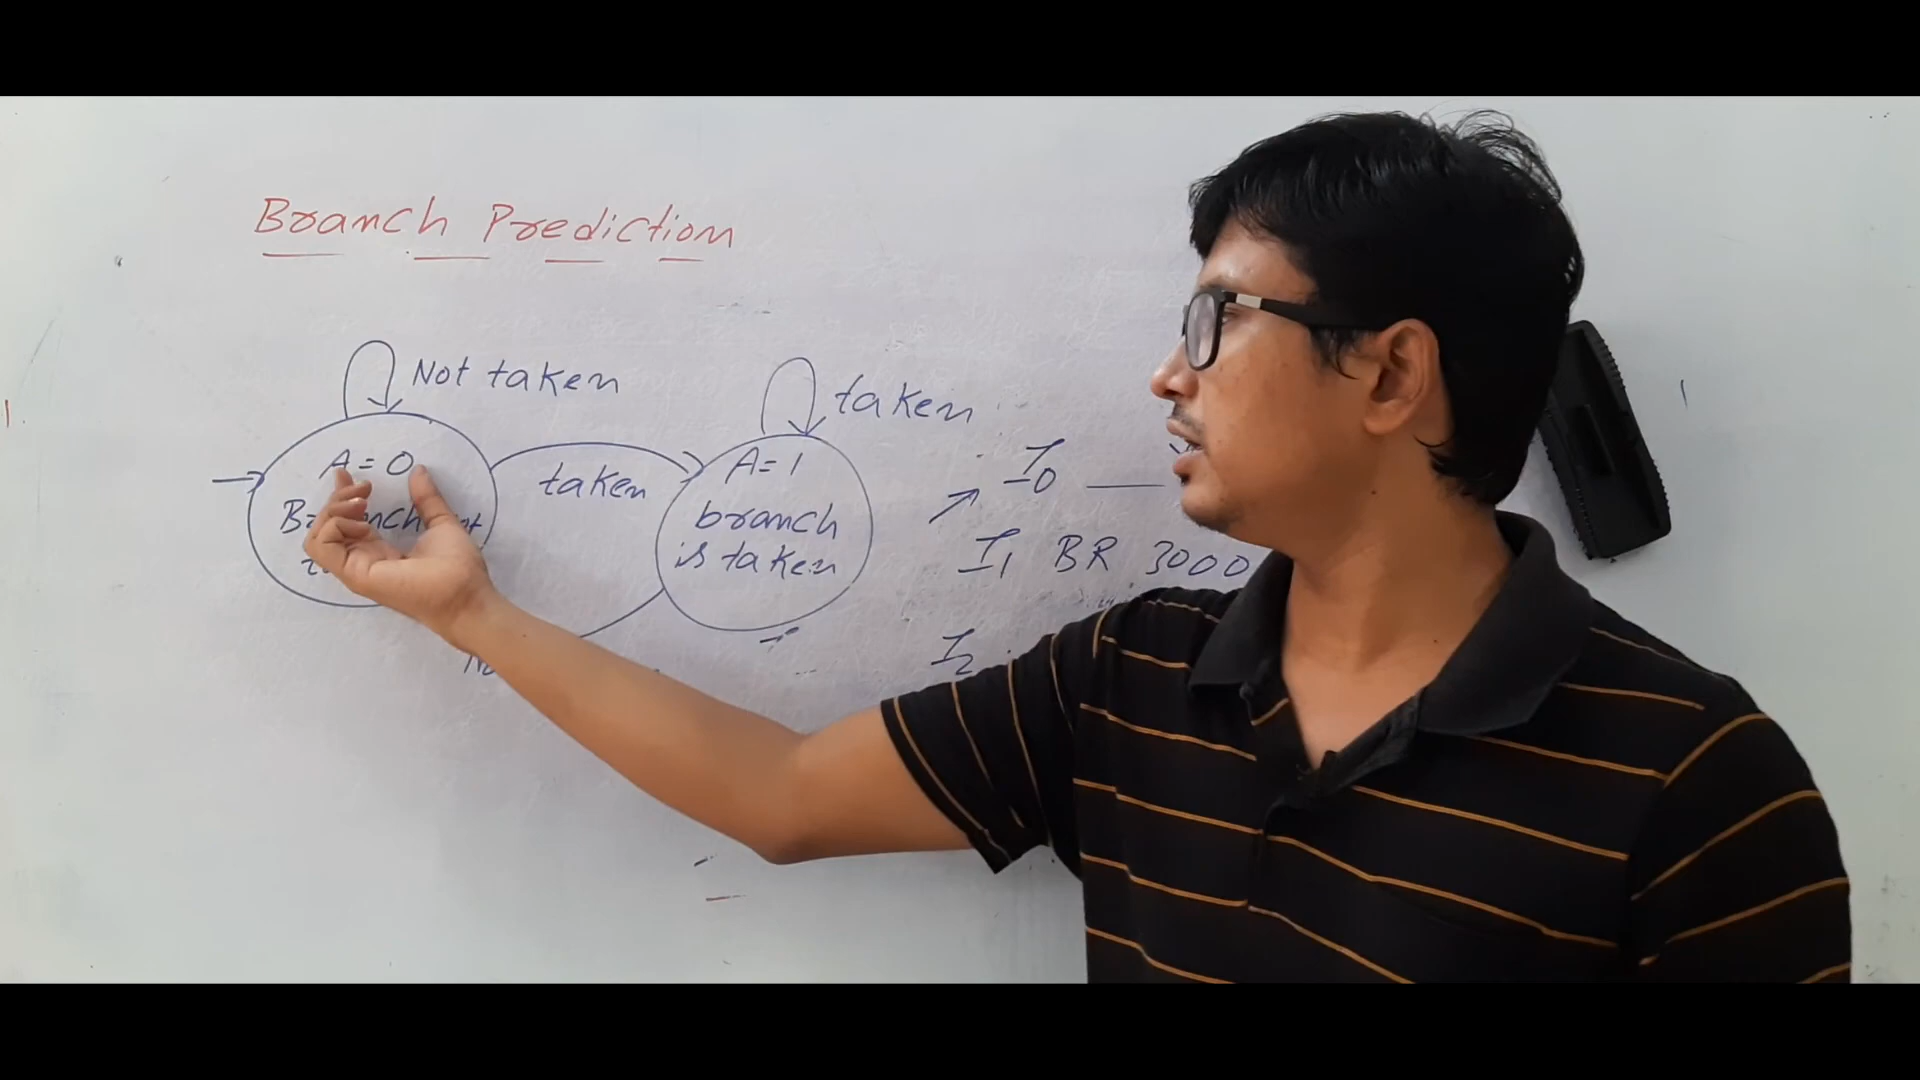 Branch Prediction
Not taken
taken
A = 0
A = 1
taken
branch
is taken
I0
I1 BR 3000
I2